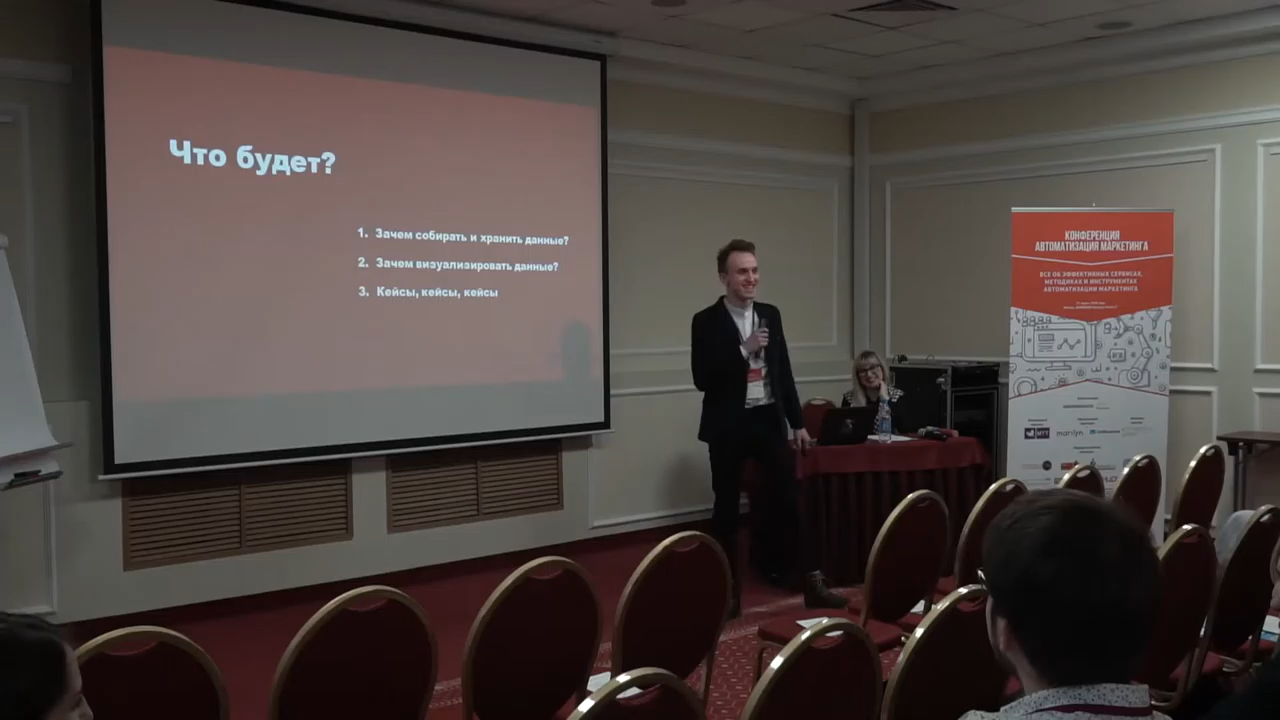 Что будет?
1. Зачем собирать и хранить данные?
2. Зачем визуализировать данные?
3. Кейсы, кейсы, кейсы
КОНФЕРЕНЦИЯ
АВТОМАТИЗАЦИЯ МАРКЕТИНГА
ВСЕ ОБ ЭФФЕКТИВНЫХ СЕРВИСАХ,
МЕТОДИКАХ И ИНСТРУМЕНТАХ
АВТОМАТИЗАЦИИ МАРКЕТИНГА
МТТ marilyn